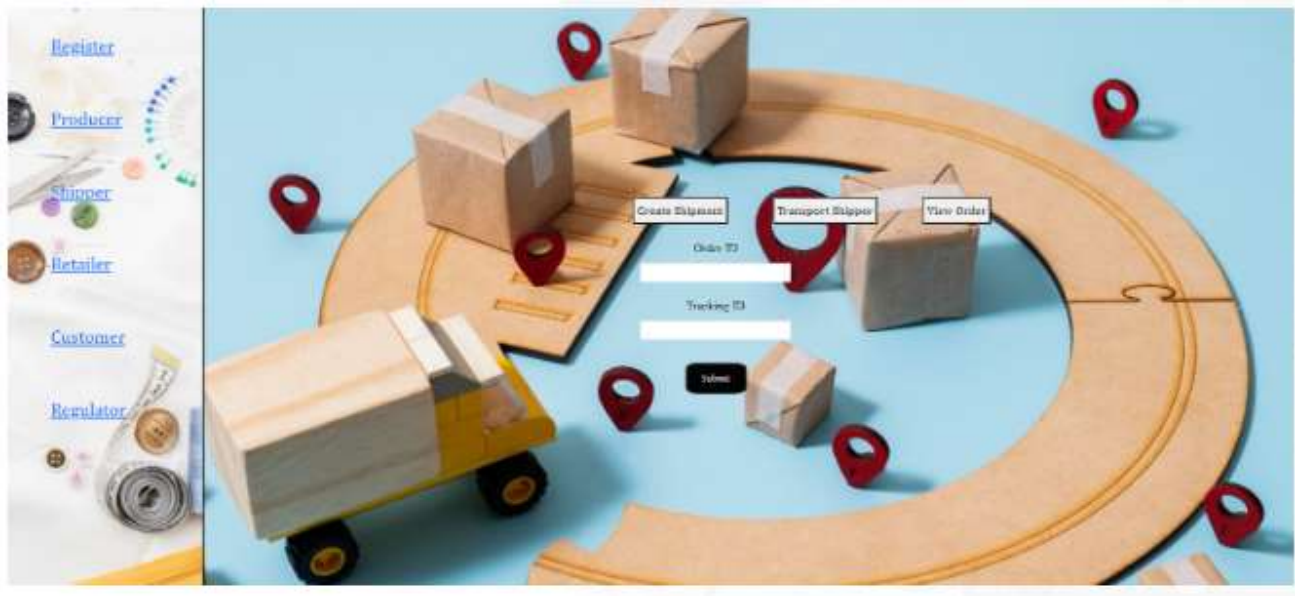 Register
Producer
Shipper
Retailer
Customer
Regulator
Create Shipment
Transport Shipper
View Order
Order ID
Tracking ID
Submit